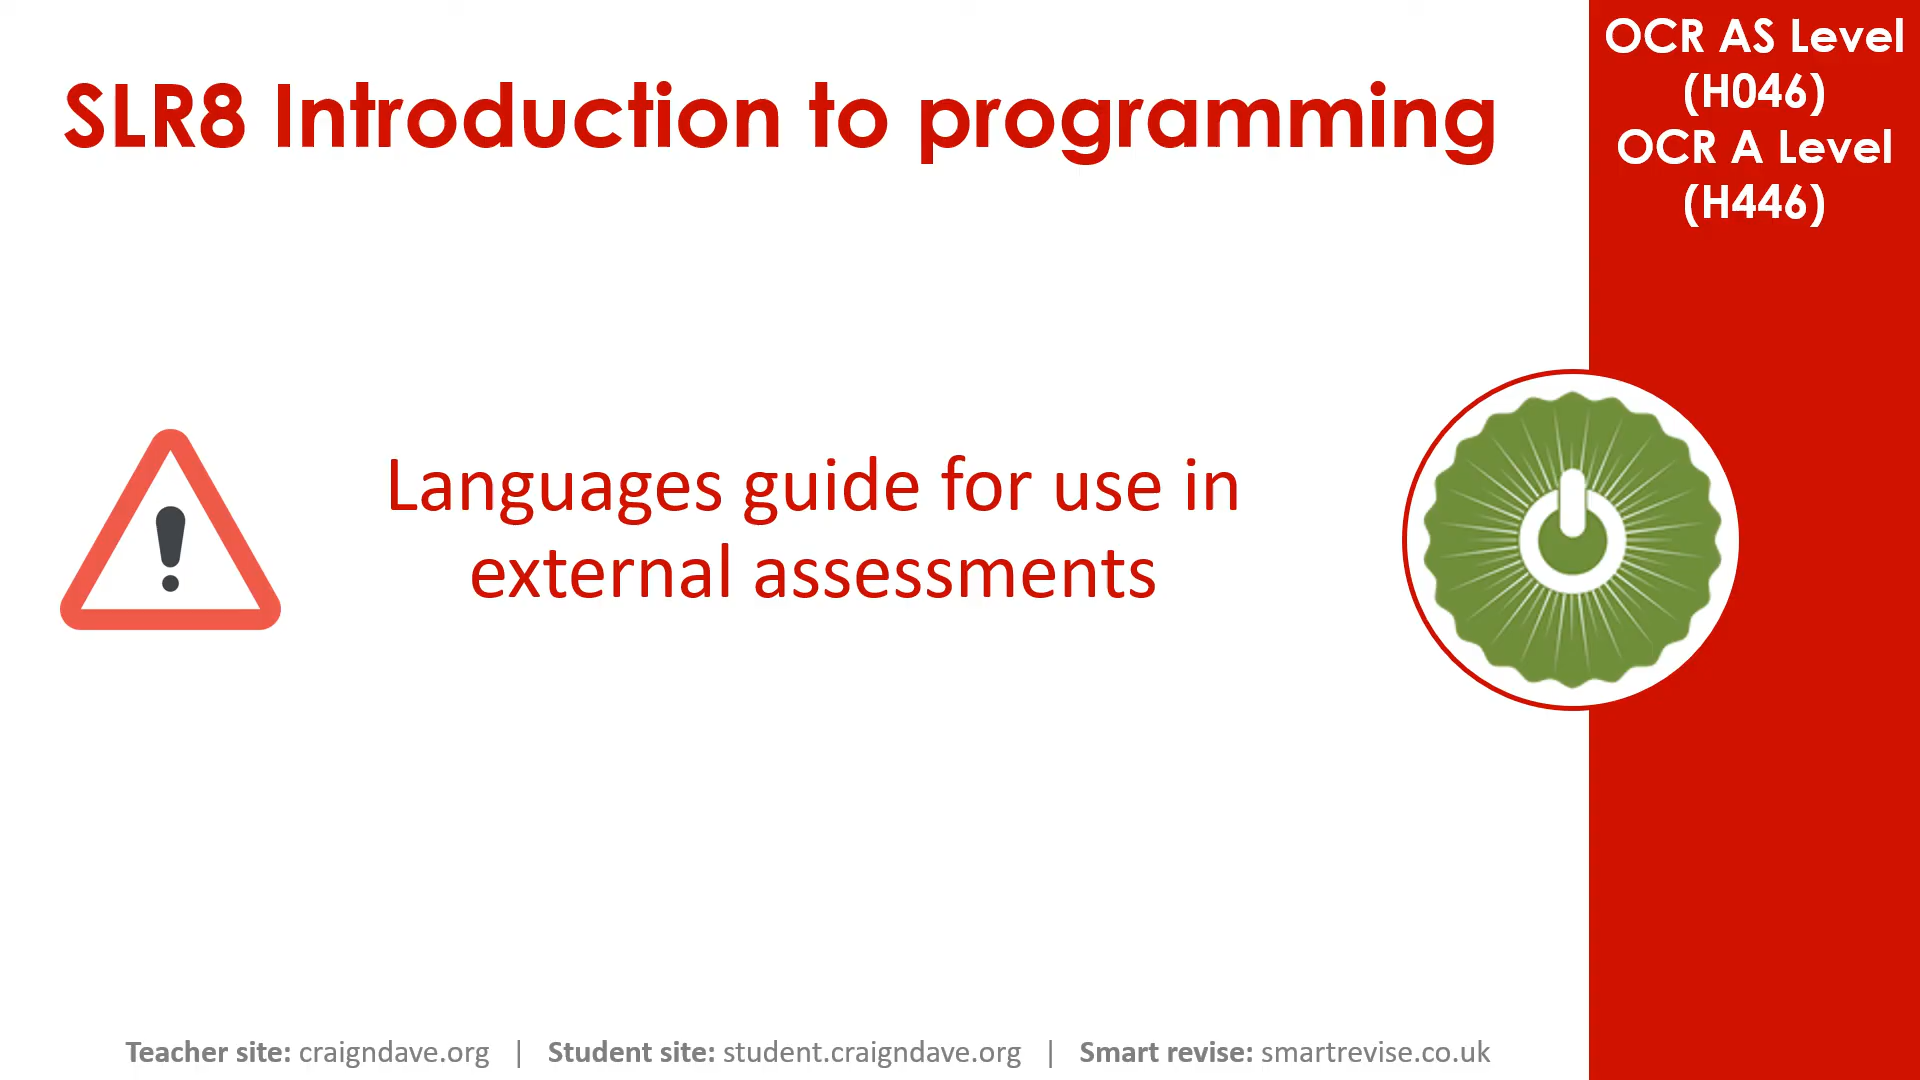 SLR8 Introduction to programming
OCR AS Level
(H046)
OCR A Level
(H446)
Languages guide for use in
external assessments
Teacher site: craigndave.org | Student site: student.craigndave.org | Smart revise: smartrevise.co.uk